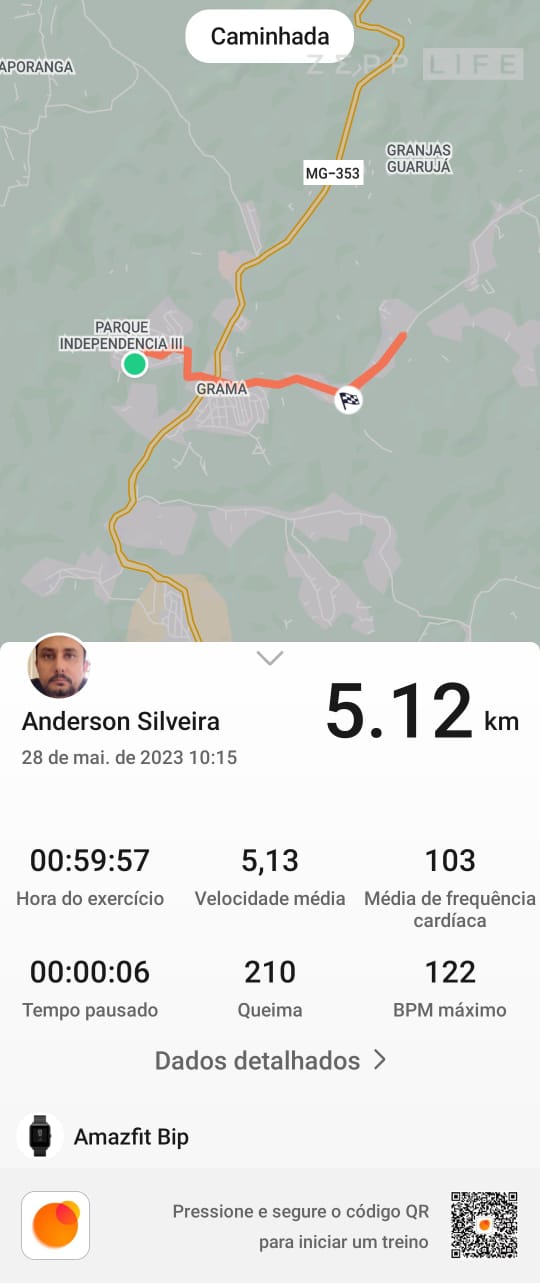 Caminhada
ZEPP LIFE
APORANGA
GRANJAS
GUARUJÁ
MG-353
PARQUE
INDEPENDENCIA III
GRAMA
Anderson Silveira
5.12 km
28 de mai. de 2023 10:15
00:59:57
5,13
103
Hora do exercício
Velocidade média
Média de frequência
cardíaca
00:00:06
210
122
Tempo pausado
Queima
BPM máximo
Dados detalhados
Amazfit Bip
Pressione e segure o código QR
para iniciar um treino